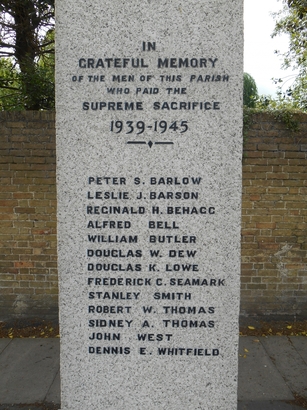 IN
GRATEFUL MEMORY
OF THE MEN OF THIS PARISH
WHO PAID THE
SUPREME SACRIFICE
1939-1945
PETER S. BARLOW
LESLIE J. BARSON
REGINALD H. BEHAGG
ALFRED BELL
WILLIAM BUTLER
DOUGLAS W. DEW
DOUGLAS K. LOWE
FREDERICK C. SEAMARK
STANLEY SMITH
ROBERT W. THOMAS
SIDNEY A. THOMAS
JOHN WEST
DENNIS E. WHITFIELD